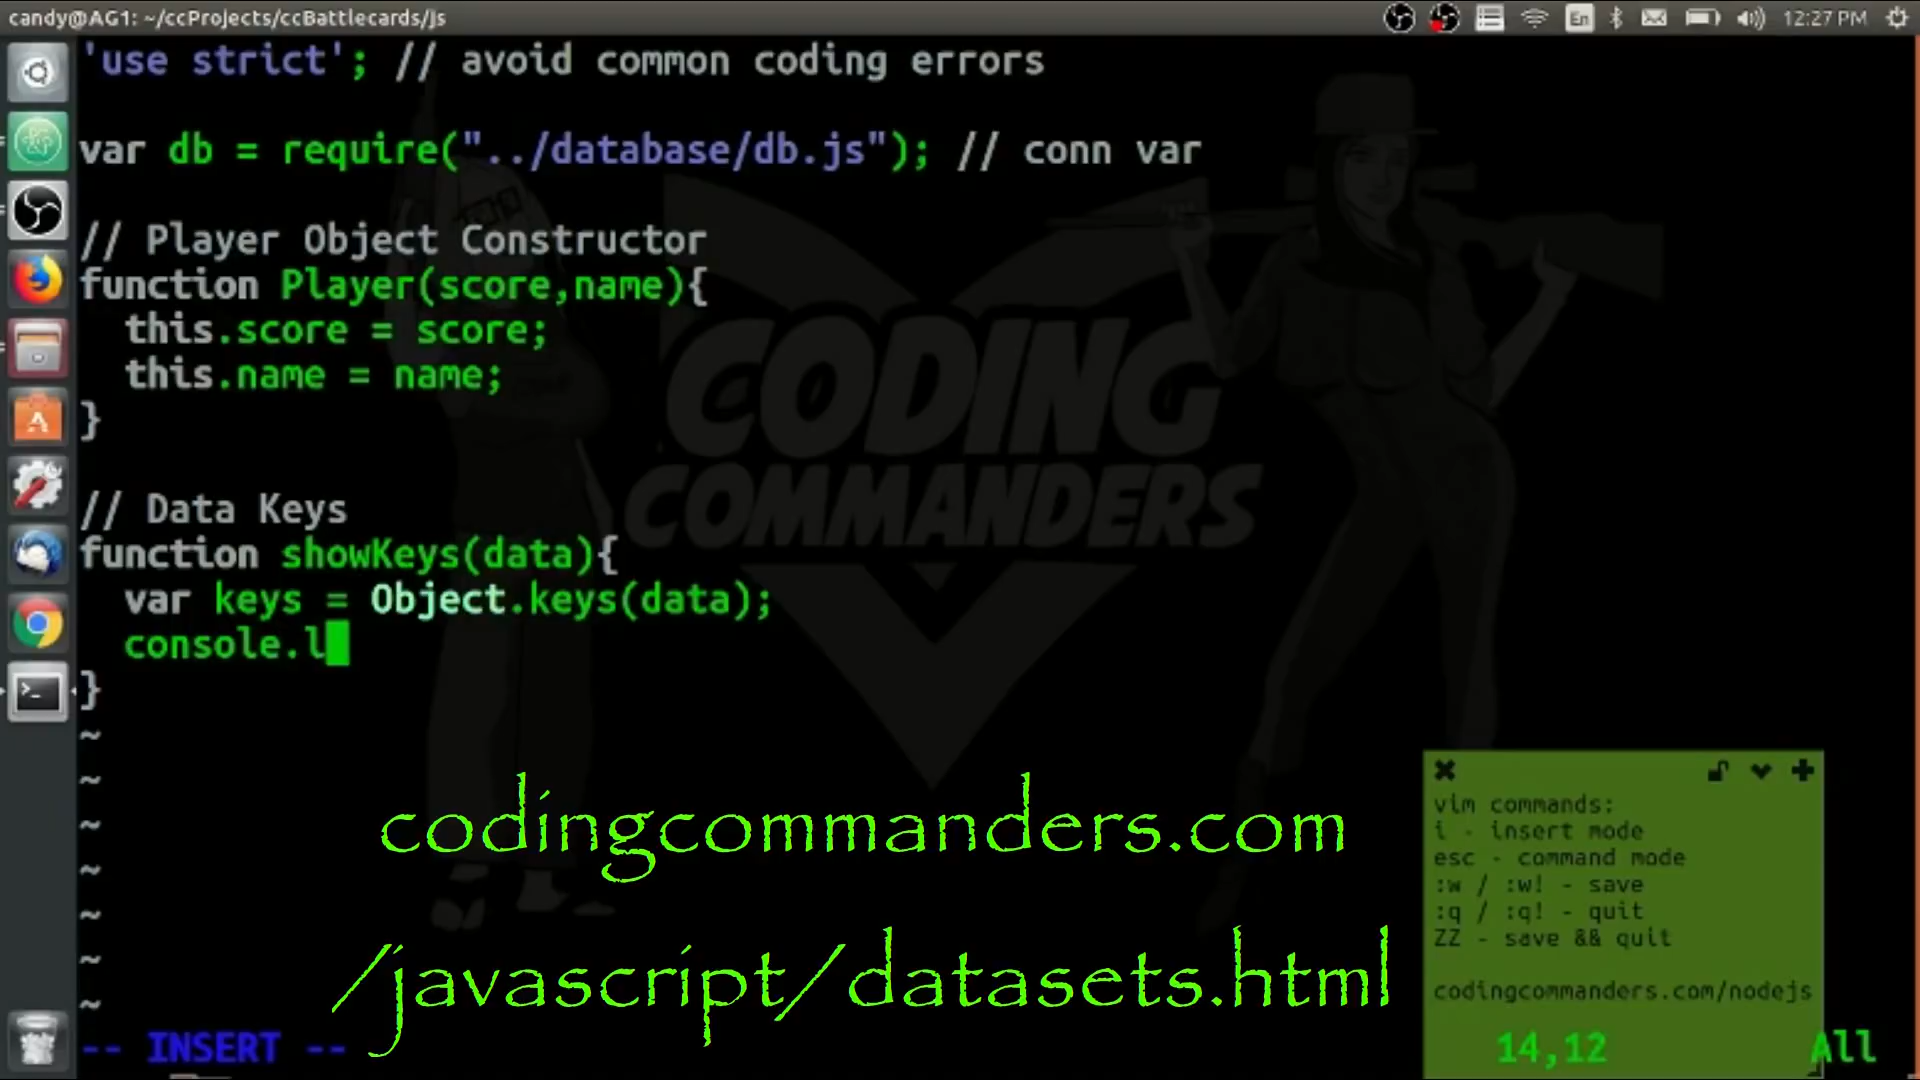 candy@AG1: ~/ccProjects/ccBattlecards/js
En
12:27 PM
'use strict'; // avoid common coding errors
var db = require("../database/db.js"); // conn var
// Player Object Constructor
function Player(score,name){
this.score = score;
this.name = name;
}
// Data Keys
function showKeys(data){
var keys = Object.keys(data);
console.l
}
~
~
~
~
~
~
~
CODING
COMMANDERS
codingcommanders.com
/javascript/datasets.html
vim commands:
i - insert mode
esc - command mode
:w / :w! - save
:q / :q! - quit
ZZ - save && quit
codingcommanders.com/nodejs
-- INSERT --
14,12
All